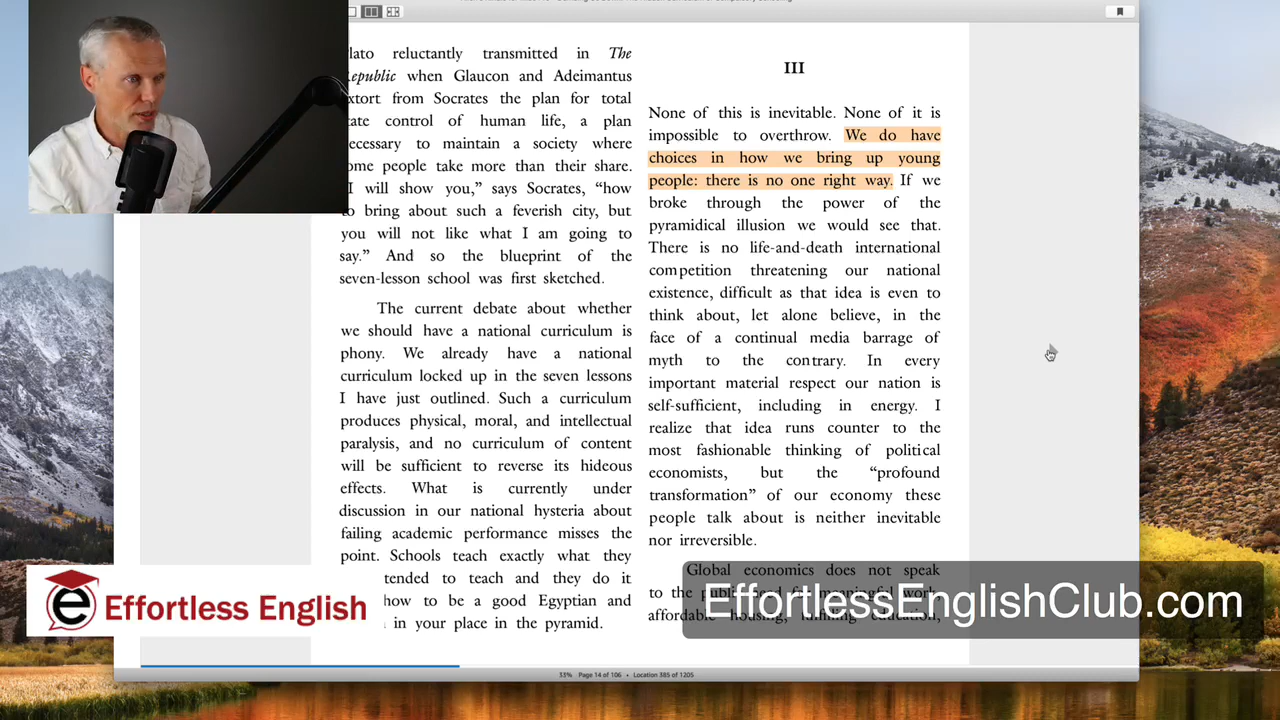 reluctantly transmitted in The
when Glaucon and Adeimantus
from Socrates the plan for total
control of human life, a plan
to maintain a society where
people take more than their share.
I will show you,” says Socrates, “how
to bring about such a feverish city, but
you will not like what I am going to
say.” And so the blueprint of the
seven-lesson school was first sketched.
The current debate about whether
we should have a national curriculum is
phony. We already have a national
curriculum locked up in the seven lessons
I have just outlined. Such a curriculum
produces physical, moral, and intellectual
paralysis, and no curriculum of content
will be sufficient to reverse its hideous
effects. What is currently under
discussion in our national hysteria about
failing academic performance misses the
point. Schools teach exactly what they
to teach and they do it
how to be a good Egyptian and
in your place in the pyramid.
III
None of this is inevitable. None of it is
impossible to overthrow. We do have
choices in how we bring up young
people: there is no one right way. If we
broke through the power of the
pyramidical illusion we would see that.
There is no life-and-death international
competition threatening our national
existence, difficult as that idea is even to
think about, let alone believe, in the
face of a continual media barrage of
myth to the contrary. In every
important material respect our nation is
self-sufficient, including in energy. I
realize that idea runs counter to the
most fashionable thinking of political
economists, but the “profound
transformation” of our economy these
people talk about is neither inevitable
nor irreversible.
Global economics does not speak
to the public need for meaningful work,
affordable housing, fulfilling education,
e Effortless English
EffortlessEnglishClub.com
33% Page 14 of 106 • Location 385 of 1205